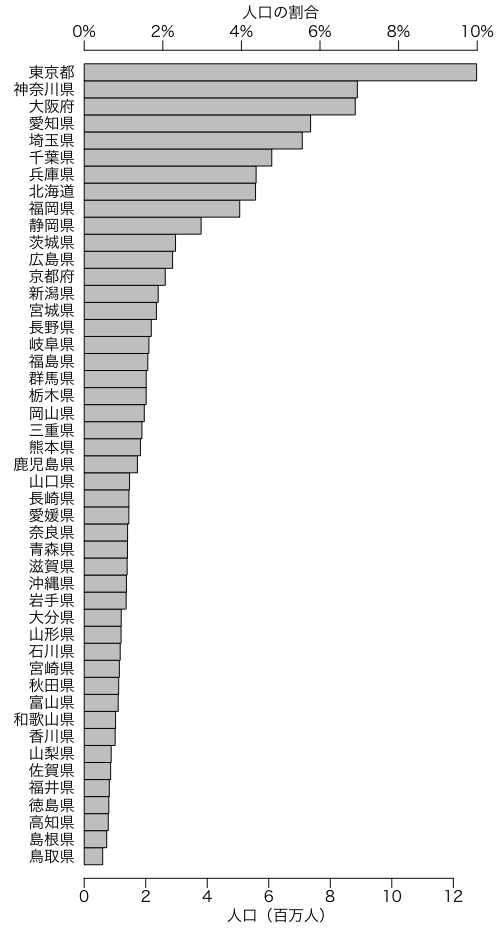 人口の割合
0% 2% 4% 6% 8% 10%
東京都
神奈川県
大阪府
愛知県
埼玉県
千葉県
兵庫県
北海道
福岡県
静岡県
茨城県
広島県
京都府
新潟県
宮城県
長野県
岐阜県
福島県
群馬県
栃木県
岡山県
三重県
熊本県
鹿児島県
山口県
長崎県
愛媛県
奈良県
青森県
滋賀県
沖縄県
岩手県
大分県
山形県
石川県
宮崎県
秋田県
富山県
和歌山県
香川県
山梨県
佐賀県
福井県
徳島県
高知県
島根県
鳥取県
0 2 4 6 8 10 12
人口（百万人）